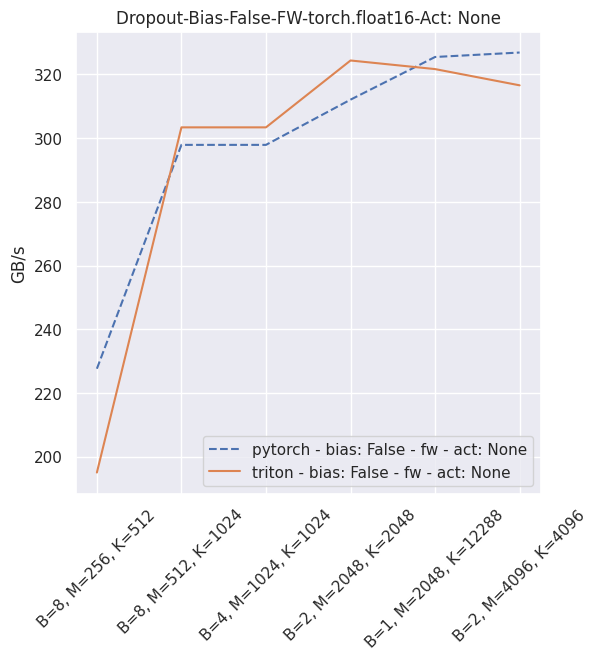 Dropout-Bias-False-FW-torch.float16-Act: None
GB/s
320
300
280
260
240
220
200
pytorch - bias: False - fw - act: None
triton - bias: False - fw - act: None
B=8, M=256, K=512
B=8, M=512, K=1024
B=4, M=1024, K=1024
B=2, M=2048, K=2048
B=1, M=2048, K=12288
B=2, M=4096, K=4096